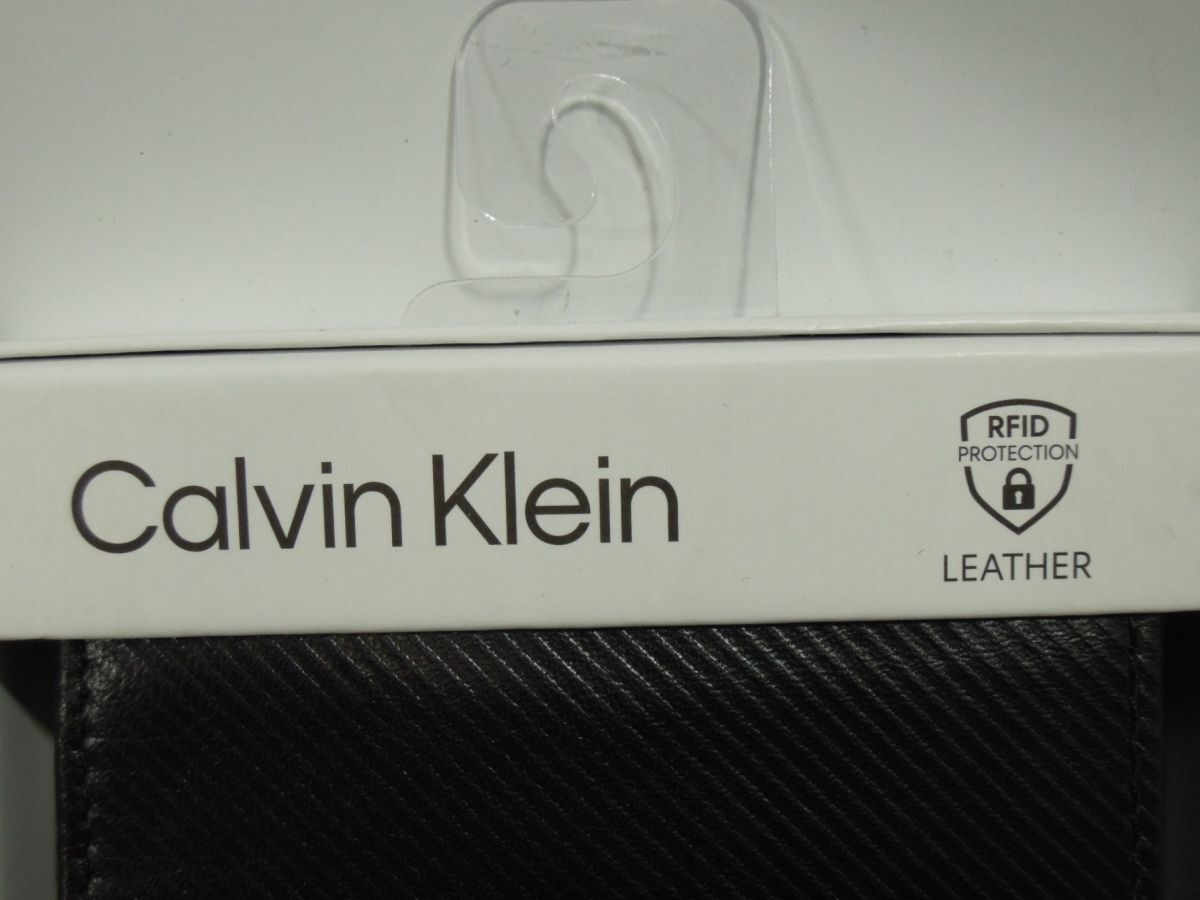 Calvin Klein
RFID
PROTECTION
LEATHER